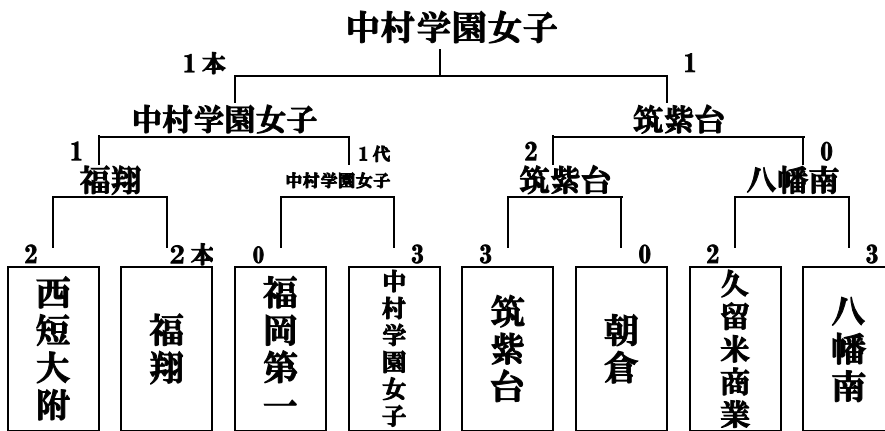 中村学園女子
1本 1
中村学園女子 筑紫台
1 1代 2 0
福翔 中村学園女子 筑紫台 八幡南
2 2本 0 3 3 0 2 3
西短大附
福翔
福岡第一
中村学園女子
筑紫台
朝倉
久留米商業
八幡南